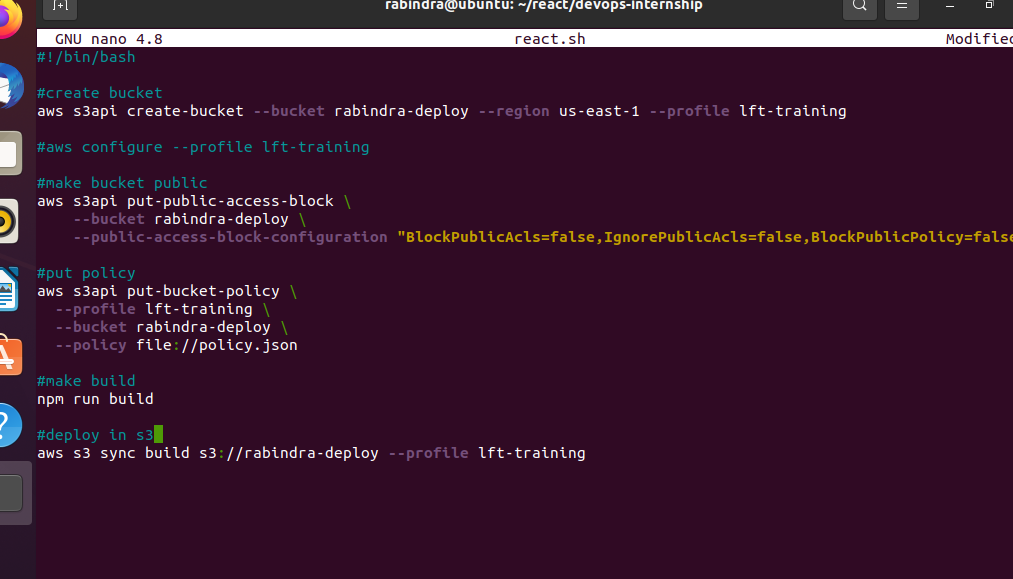 rabindra@ubuntu: ~/react/devops-internship
GNU nano 4.8 react.sh Modified
#!/bin/bash
#create bucket
aws s3api create-bucket --bucket rabindra-deploy --region us-east-1 --profile lft-training
#aws configure --profile lft-training
#make bucket public
aws s3api put-public-access-block \
--bucket rabindra-deploy \
--public-access-block-configuration "BlockPublicAcls=false,IgnorePublicAcls=false,BlockPublicPolicy=false
#put policy
aws s3api put-bucket-policy \
--profile lft-training \
--bucket rabindra-deploy \
--policy file://policy.json
#make build
npm run build
#deploy in s3
aws s3 sync build s3://rabindra-deploy --profile lft-training